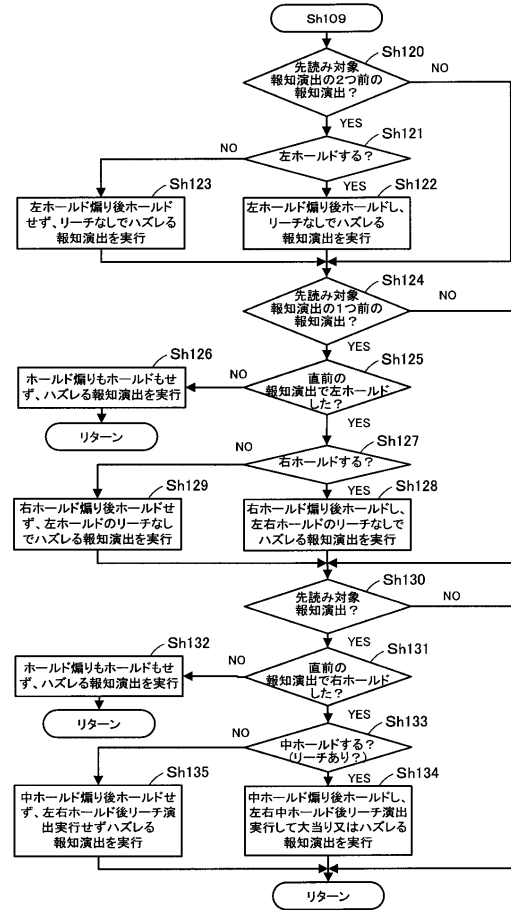 Sh109
Sh120
先読み対象
報知演出の2つ前の
報知演出？
NO
YES
Sh121
左ホールドする？
NO
YES
Sh123
左ホールド煽り後ホールド
せず、リーチなしでハズレる
報知演出を実行
Sh122
左ホールド煽り後ホールドし、
リーチなしでハズレる
報知演出を実行
Sh124
先読み対象
報知演出の1つ前の
報知演出？
NO
YES
Sh125
直前の
報知演出で左ホールド
した？
NO
YES
Sh126
ホールド煽りもホールドもせ
ず、ハズレる報知演出を実行
リターン
Sh127
右ホールドする？
NO
YES
Sh129
右ホールド煽り後ホールドせ
ず、左ホールドのリーチなし
でハズレる報知演出を実行
Sh128
右ホールド煽り後ホールドし、
左右ホールドのリーチなしで
ハズレる報知演出を実行
Sh130
先読み対象
報知演出？
NO
YES
Sh131
直前の
報知演出で右ホールド
した？
NO
YES
Sh132
ホールド煽りもホールドもせ
ず、ハズレる報知演出を実行
リターン
Sh133
中ホールドする？
(リーチあり？)
NO
YES
Sh135
中ホールド煽り後ホールドせ
ず、左右ホールド後リーチ演
出実行せずハズレる
報知演出を実行
Sh134
中ホールド煽り後ホールドし、
左右中ホールド後リーチ演出
実行して大当り又はハズレる
報知演出を実行
リターン